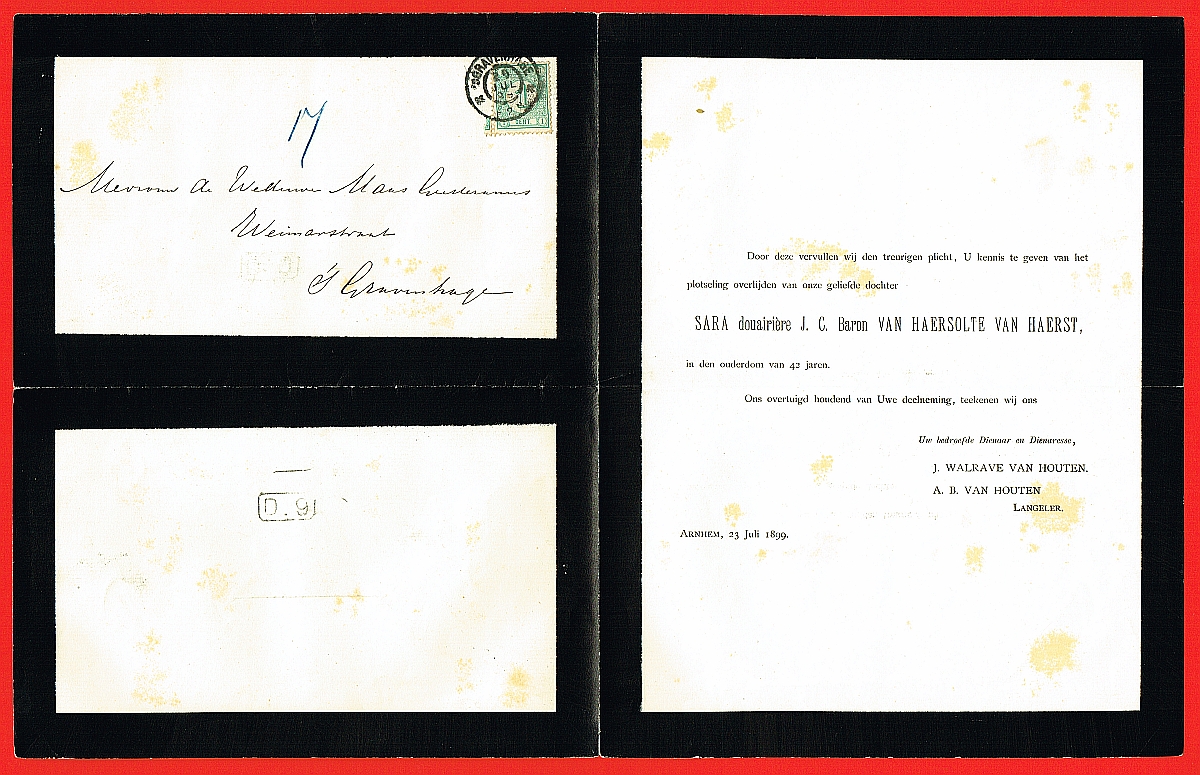 'SGRAVENHAGE
CENT.
17
Mevrouw de Weduwe Maas Geesteranus
Weimarstraat
's Gravenhage
D. 9
Door deze vervullen wij den treurigen plicht, U kennis te geven van het
plotseling overlijden van onze geliefde dochter
SARA douairière J. C. Baron VAN HAERSOLTE VAN HAERST,
in den ouderdom van 42 jaren.
Ons overtuigd houdend van Uwe deelneming, teekenen wij ons
Uw bedroefde Dienaar en Dienaresse,
J. WALRAVE VAN HOUTEN.
A. B. VAN HOUTEN
LANGELER.
ARNHEM, 23 Juli 1899.